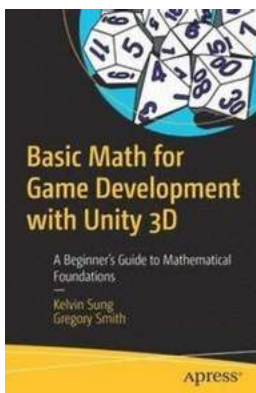 Basic Math for
Game Development
with Unity 3D
A Beginner's Guide to Mathematical
Foundations
—
Kelvin Sung
Gregory Smith
Apress®